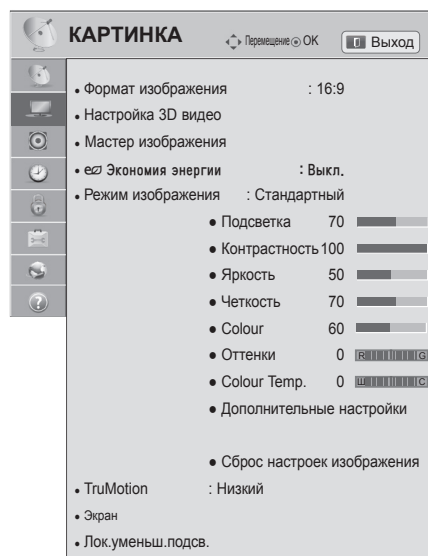 КАРТИНКА Перемещение OK Выход
• Формат изображения : 16:9
• Настройка 3D видео
• Мастер изображения
• Экономия энергии : Выкл.
• Режим изображения : Стандартный
• Подсветка 70
• Контрастность 100
• Яркость 50
• Четкость 70
• Colour 60
• Оттенки 0 R G
• Colour Temp. 0 Ш C
• Дополнительные настройки
• Сброс настроек изображения
• TruMotion : Низкий
• Экран
• Лок.уменьш.подсв.